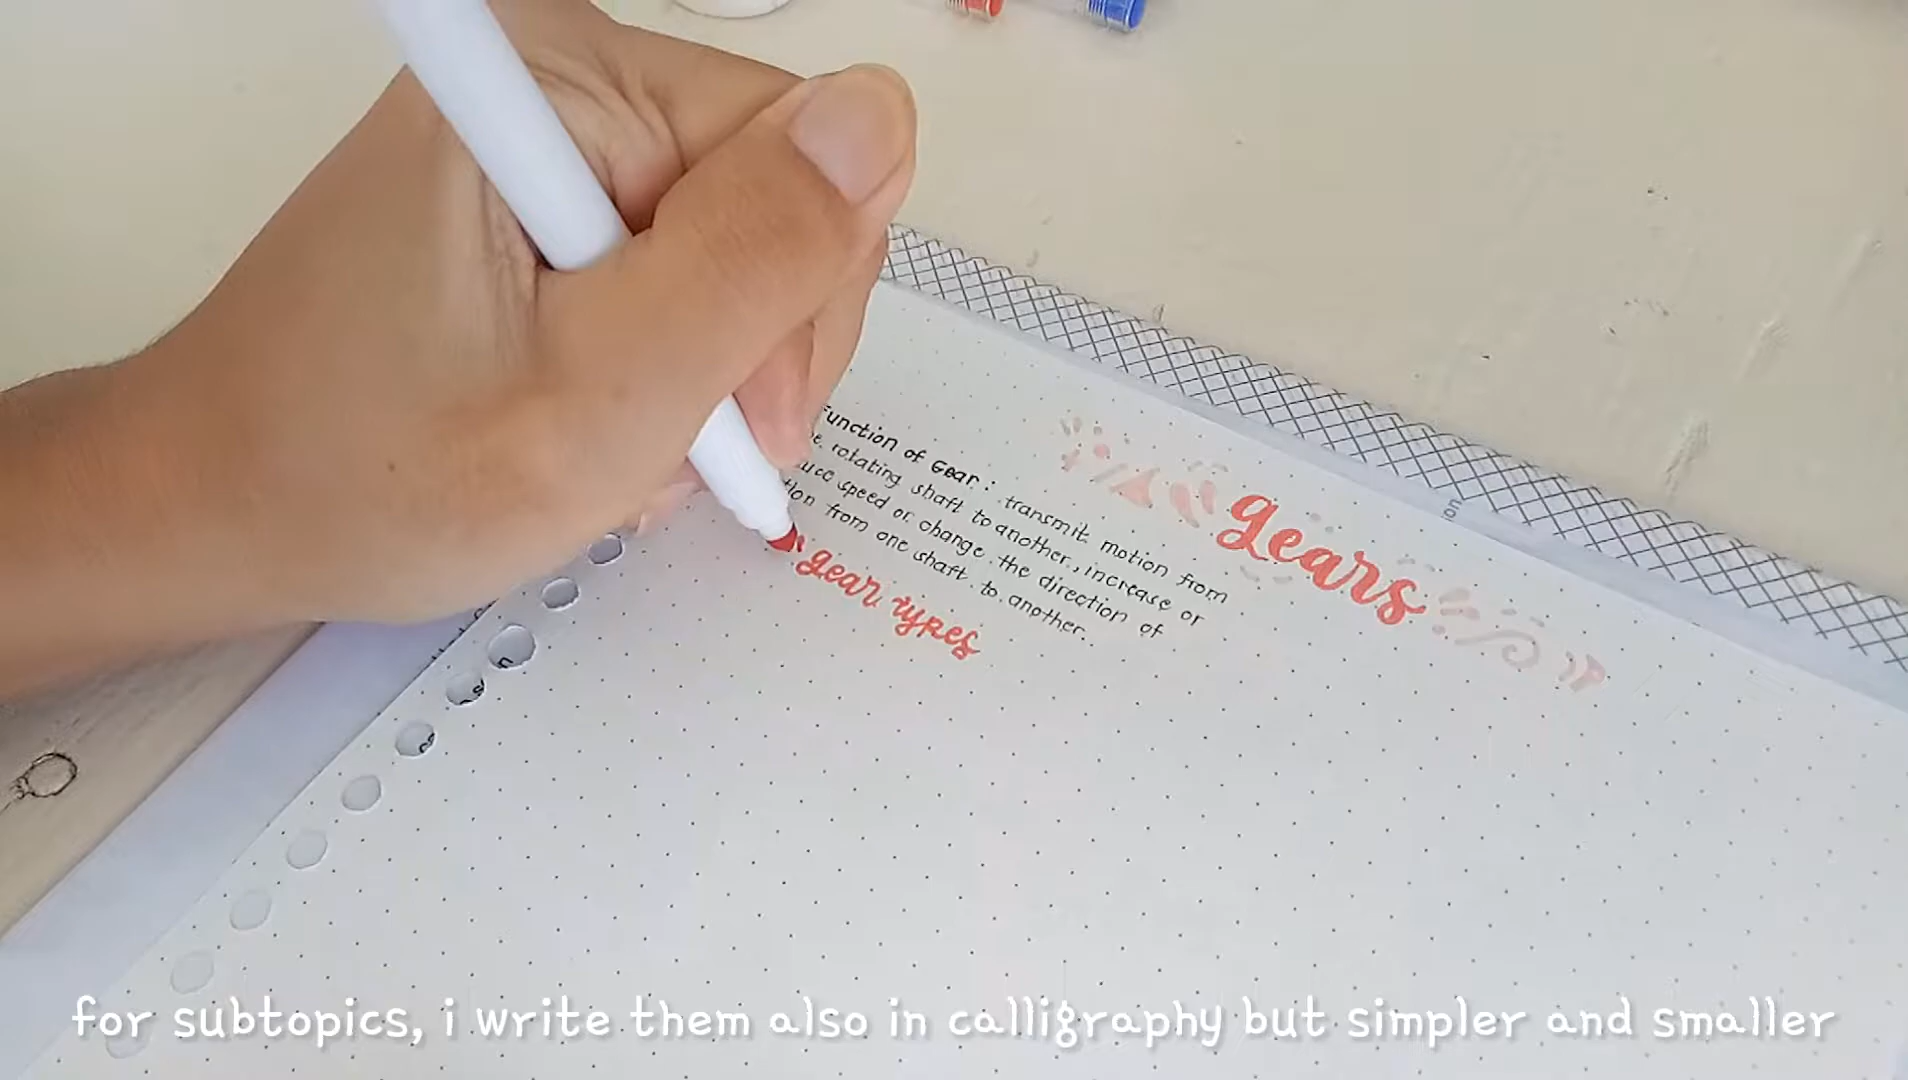 gears
Function of Gear: transmit motion from
rotating shaft to another, increase or
speed or change the direction of
from one shaft to another.
gear types
for subtopics, i write them also in calligraphy but simpler and smaller